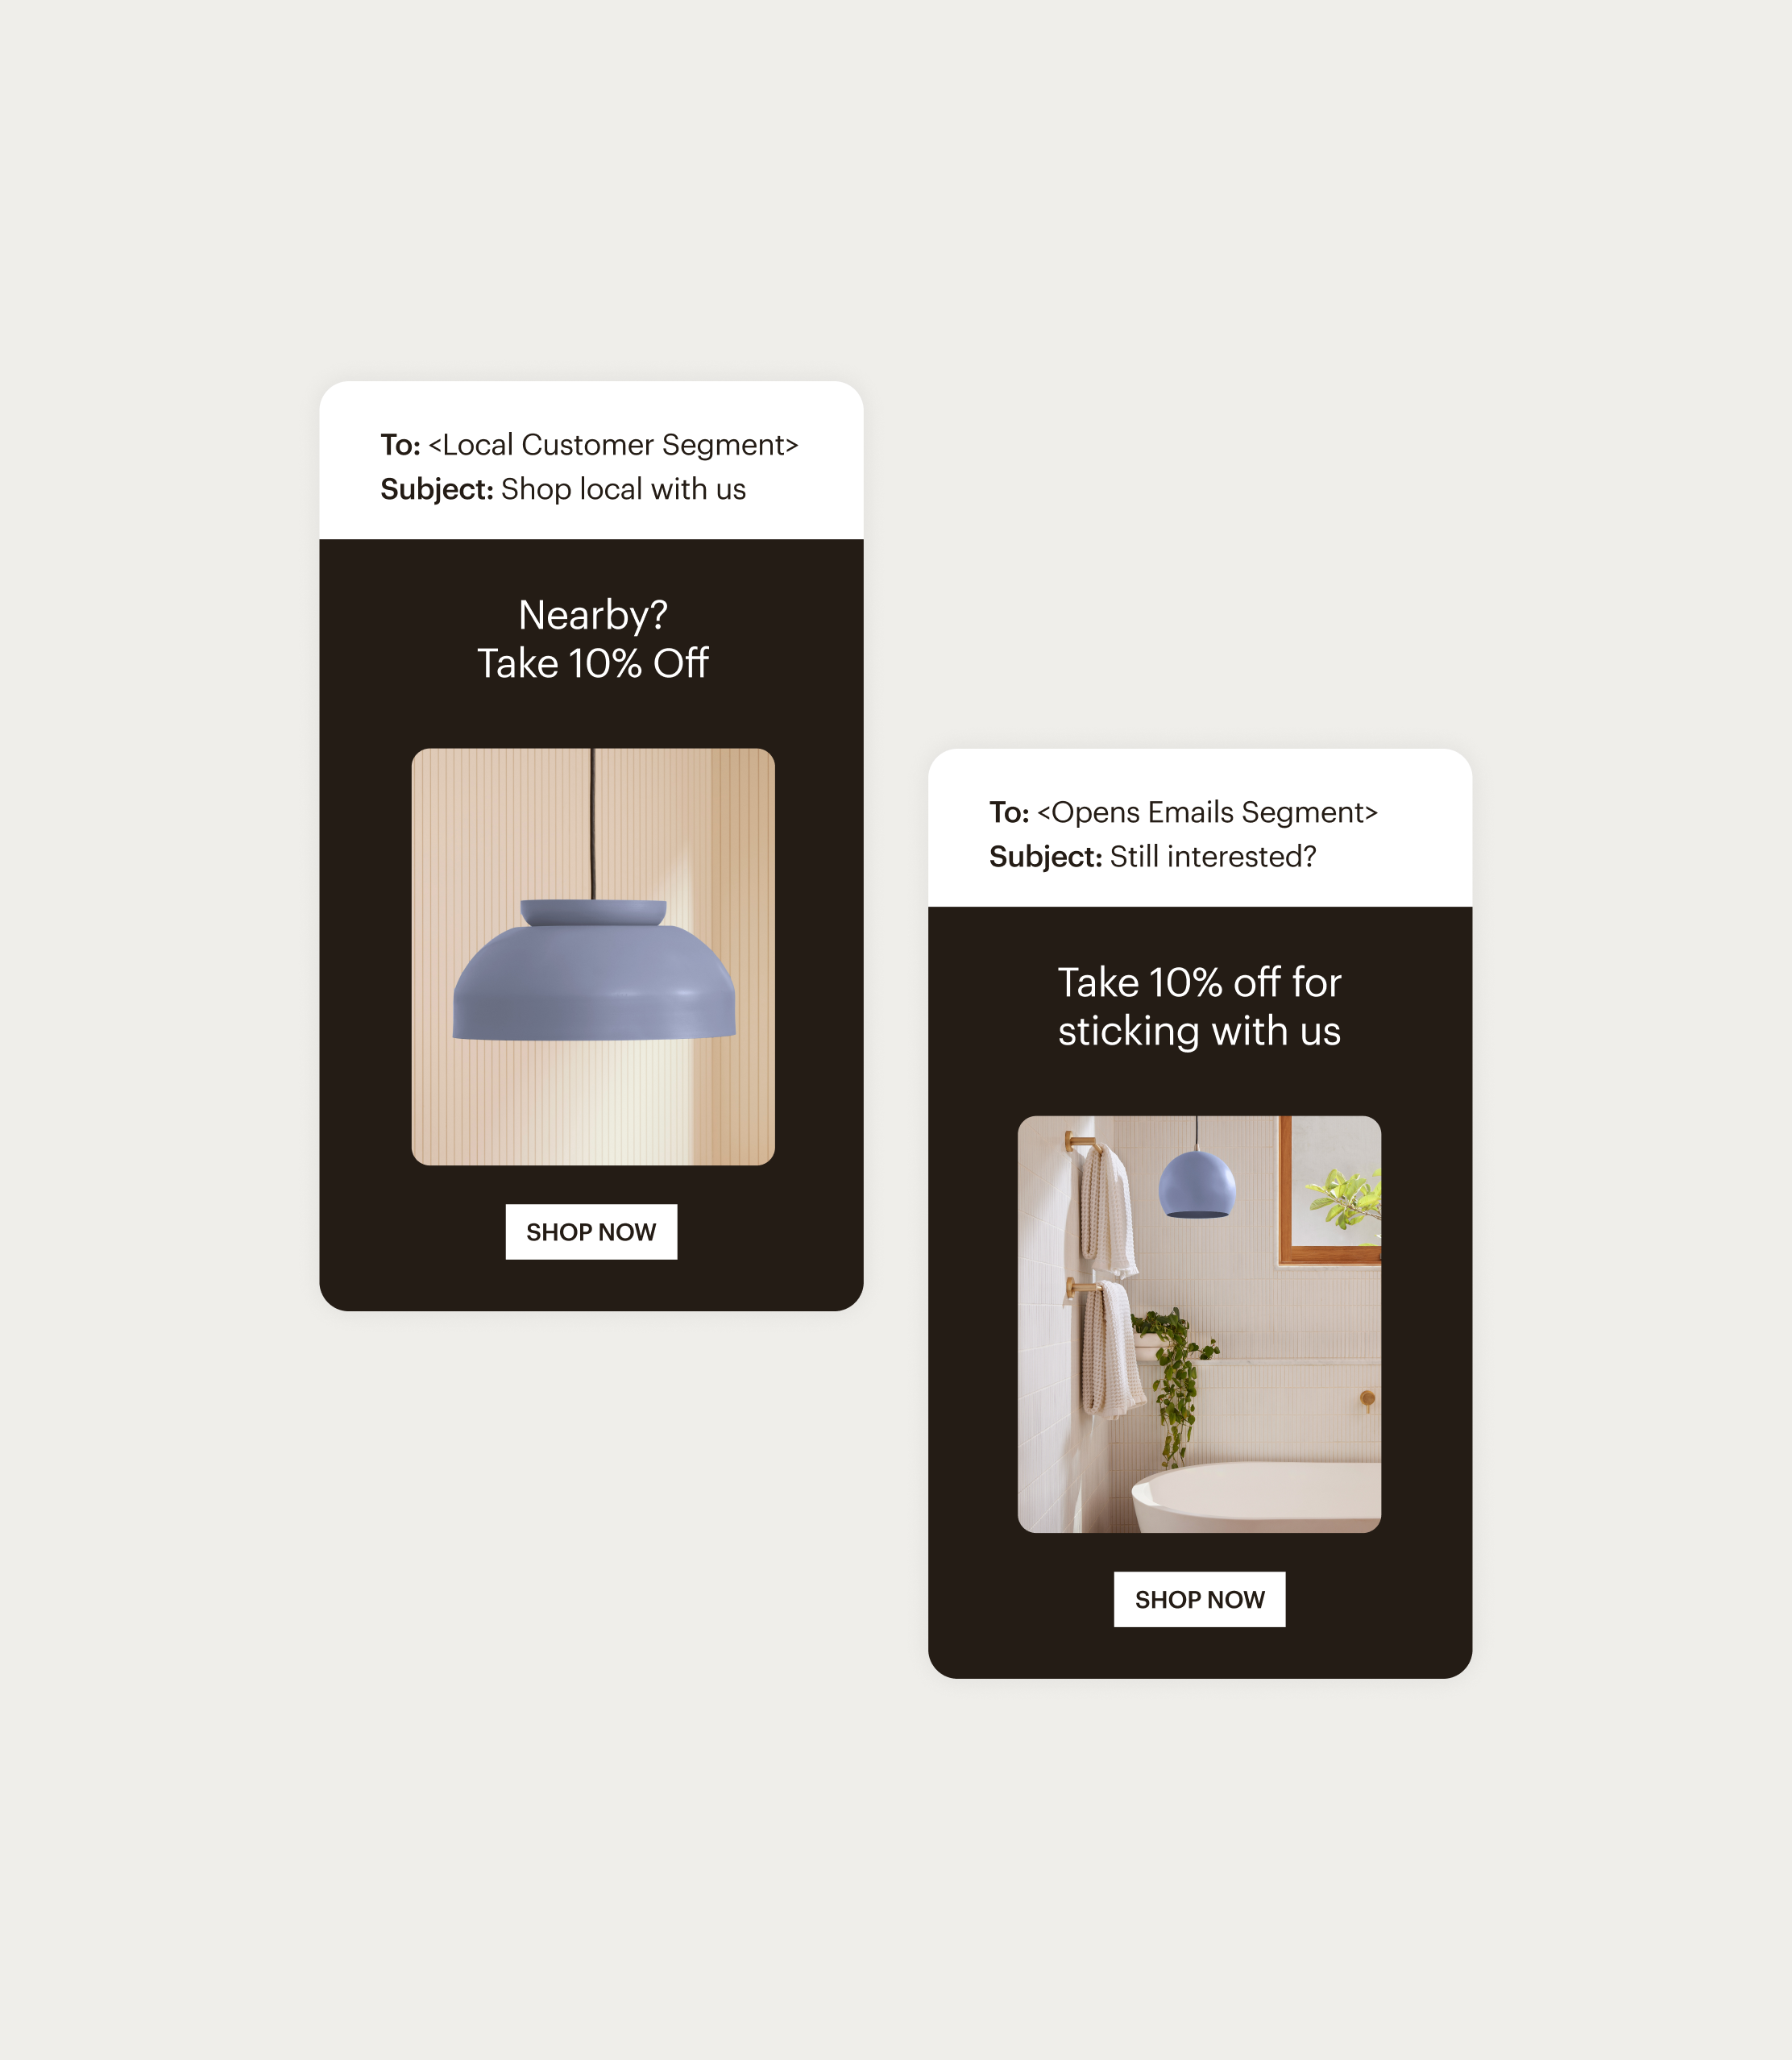 To: <Local Customer Segment>
Subject: Shop local with us
Nearby?
Take 10% Off
SHOP NOW
To: <Opens Emails Segment>
Subject: Still interested?
Take 10% off for
sticking with us
SHOP NOW